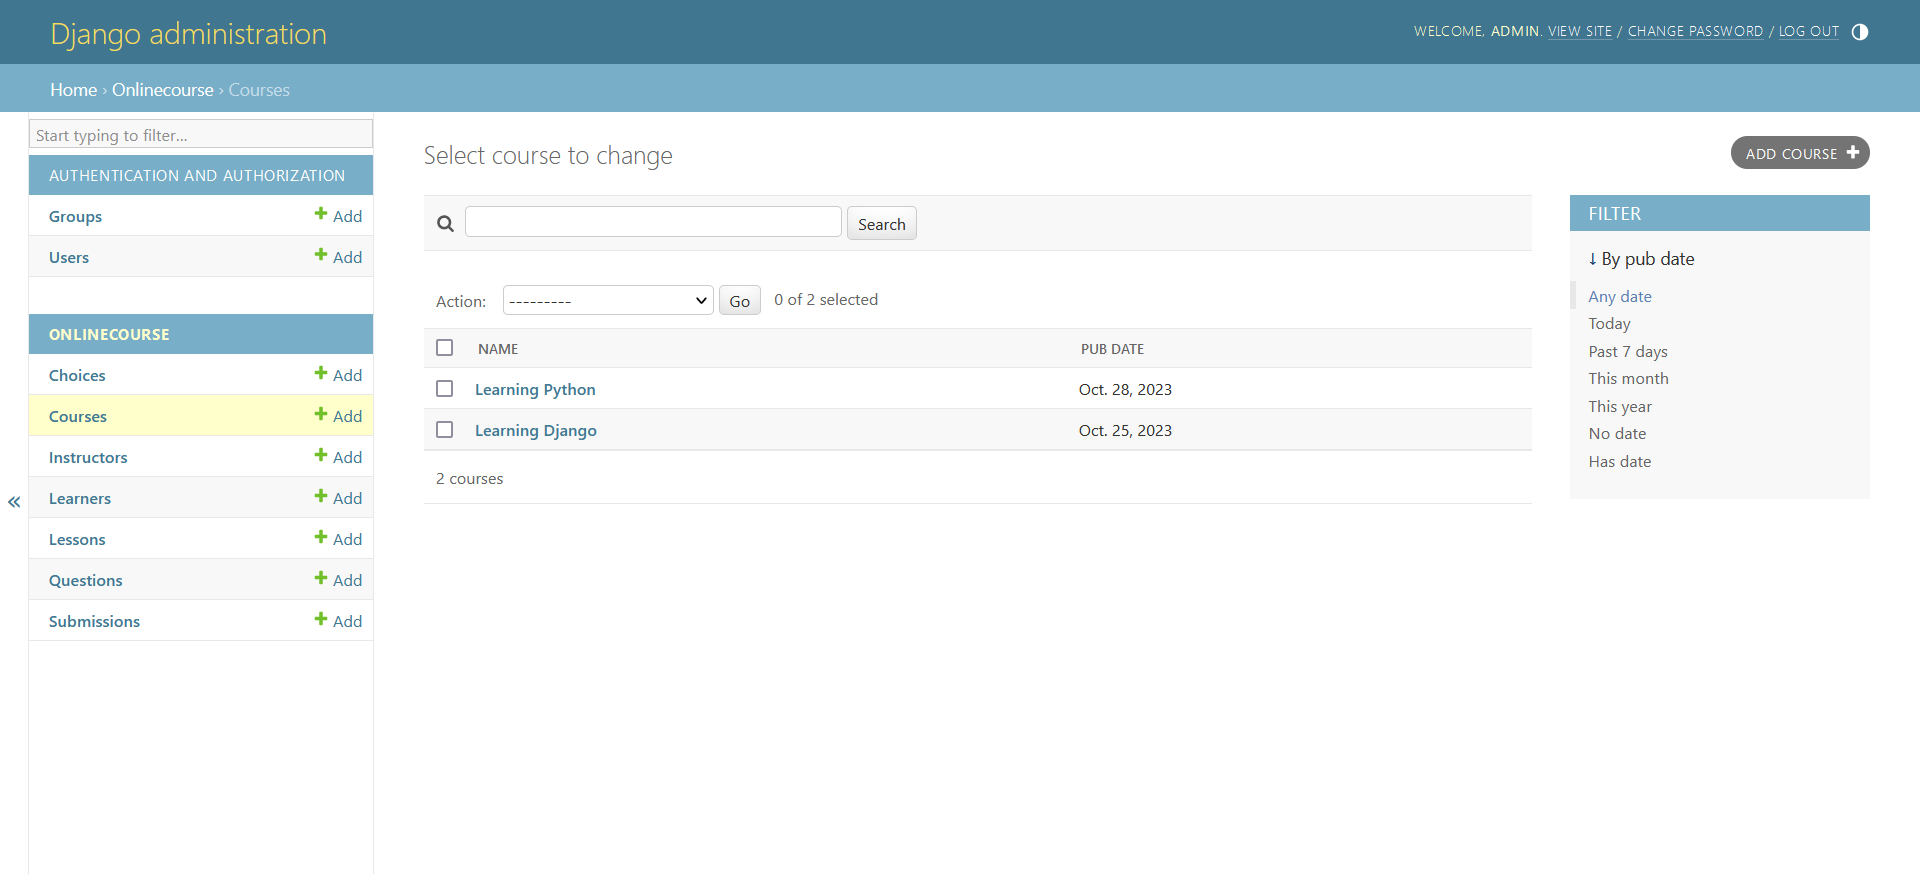 Django administration
WELCOME, ADMIN. VIEW SITE / CHANGE PASSWORD / LOG OUT
Home › Onlinecourse › Courses
Start typing to filter...
AUTHENTICATION AND AUTHORIZATION
Groups Add
Users Add
ONLINECOURSE
Choices Add
Courses Add
Instructors Add
Learners Add
Lessons Add
Questions Add
Submissions Add
«
Select course to change
ADD COURSE
Search
Action: --------- Go 0 of 2 selected
NAME PUB DATE
Learning Python Oct. 28, 2023
Learning Django Oct. 25, 2023
2 courses
FILTER
↓ By pub date
Any date
Today
Past 7 days
This month
This year
No date
Has date